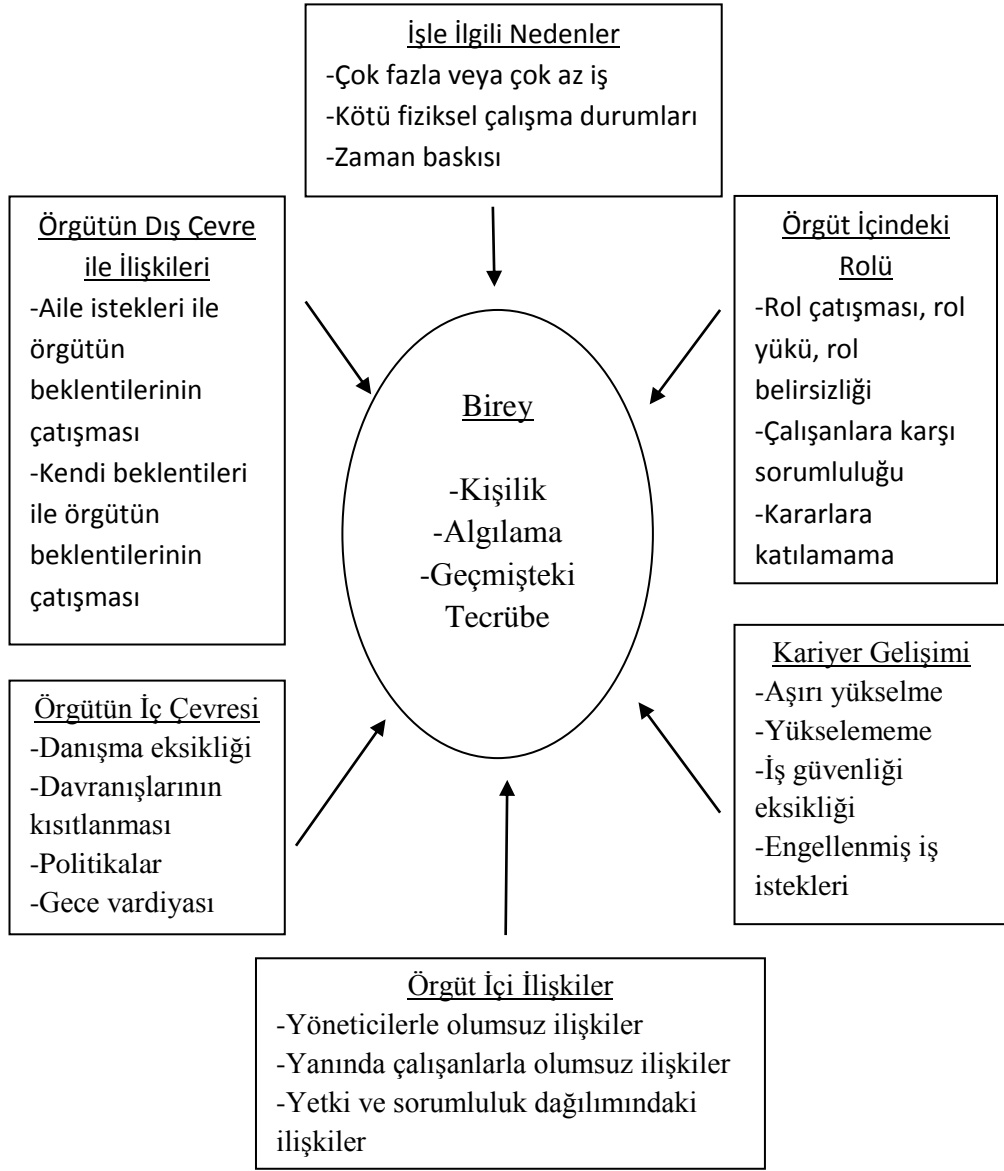 İşle İlgili Nedenler
-Çok fazla veya çok az iş
-Kötü fiziksel çalışma durumları
-Zaman baskısı
Örgütün Dış Çevre
ile İlişkileri
-Aile istekleri ile
örgütün
beklentilerinin
çatışması
-Kendi beklentileri
ile örgütün
beklentilerinin
çatışması
Birey
-Kişilik
-Algılama
-Geçmişteki
Tecrübe
Örgüt İçindeki
Rolü
-Rol çatışması, rol
yükü, rol
belirsizliği
-Çalışanlara karşı
sorumluluğu
-Kararlara
katılamama
Örgütün İç Çevresi
-Danışma eksikliği
-Davranışlarının
kısıtlanması
-Politikalar
-Gece vardiyası
Kariyer Gelişimi
-Aşırı yükselme
-Yükselememe
-İş güvenliği
eksikliği
-Engellenmiş iş
istekleri
Örgüt İçi İlişkiler
-Yöneticilerle olumsuz ilişkiler
-Yanında çalışanlarla olumsuz ilişkiler
-Yetki ve sorumluluk dağılımındaki
ilişkiler